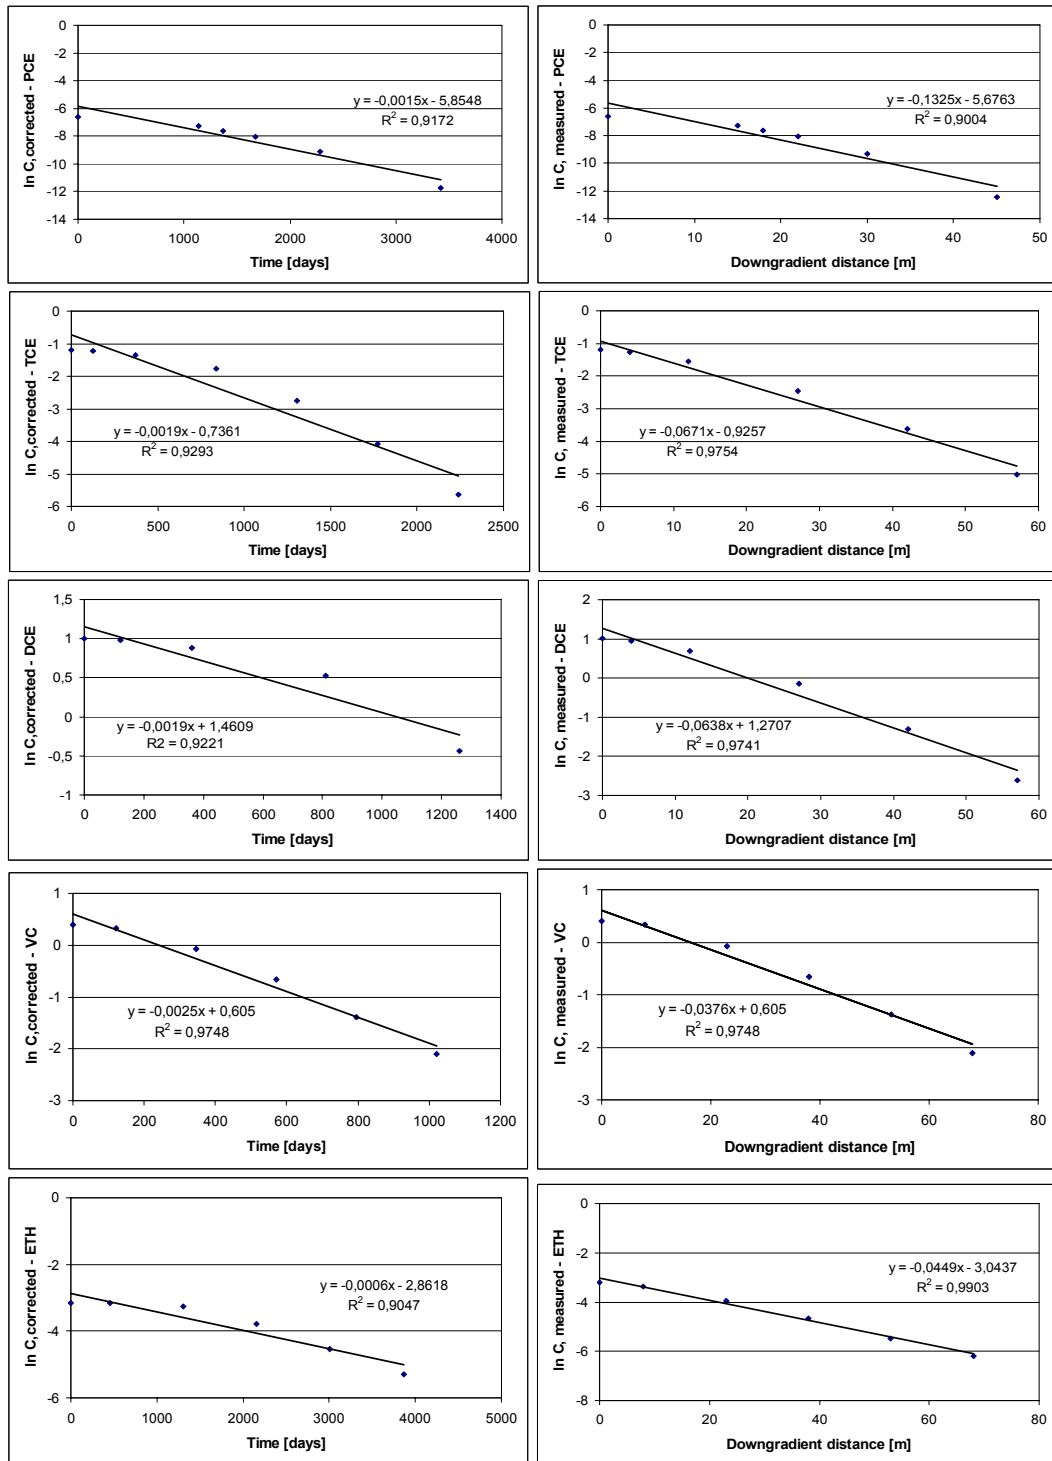 0
-2
-4
-6
-8
-10
-12
-14
ln C,corrected - PCE
y = -0,0015x - 5,8548
R² = 0,9172
0 1000 2000 3000 4000
Time [days]
0
-2
-4
-6
-8
-10
-12
-14
ln C, measured - PCE
y = -0,1325x - 5,6763
R² = 0,9004
0 10 20 30 40 50
Downgradient distance [m]
0
-1
-2
-3
-4
-5
-6
ln C,corrected - TCE
y = -0,0019x - 0,7361
R² = 0,9293
0 500 1000 1500 2000 2500
Time [days]
0
-1
-2
-3
-4
-5
-6
ln C, measured - TCE
y = -0,0671x - 0,9257
R² = 0,9754
0 10 20 30 40 50 60
Downgradient distance [m]
1,5
1
0,5
0
-0,5
-1
ln C,corrected - DCE
y = -0,0019x + 1,4609
R2 = 0,9221
0 200 400 600 800 1000 1200 1400
Time [days]
2
1
0
-1
-2
-3
ln C, measured - DCE
y = -0,0638x + 1,2707
R² = 0,9741
0 10 20 30 40 50 60
Downgradient distance [m]
1
0
-1
-2
-3
ln C,corrected - VC
y = -0,0025x + 0,605
R² = 0,9748
0 200 400 600 800 1000 1200
Time [days]
1
0
-1
-2
-3
ln C, measured - VC
y = -0,0376x + 0,605
R² = 0,9748
0 20 40 60 80
Downgradient distance [m]
0
-2
-4
-6
ln C,corrected - ETH
y = -0,0006x - 2,8618
R² = 0,9047
0 1000 2000 3000 4000 5000
Time [days]
0
-2
-4
-6
-8
ln C, measured - ETH
y = -0,0449x - 3,0437
R² = 0,9903
0 20 40 60 80
Downgradient distance [m]